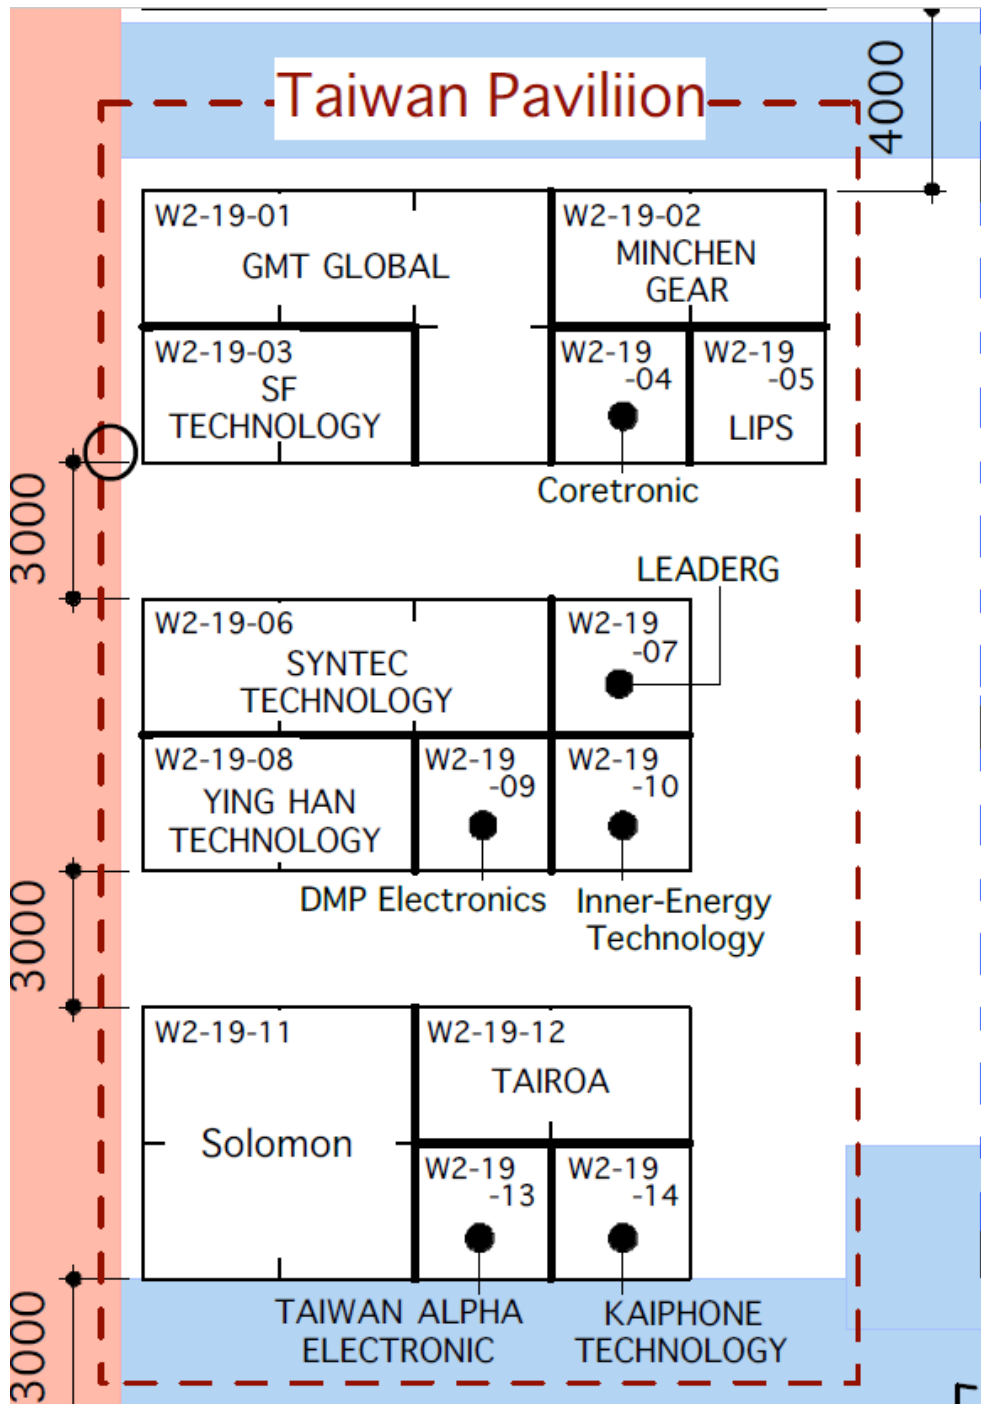 Taiwan Paviliion
4000
W2-19-01
GMT GLOBAL
W2-19-02
MINCHEN
GEAR
W2-19-03
SF
TECHNOLOGY
W2-19
-04
W2-19
-05
LIPS
Coretronic
3000
LEADERG
W2-19-06
SYNTEC
TECHNOLOGY
W2-19
-07
W2-19-08
YING HAN
TECHNOLOGY
W2-19
-09
W2-19
-10
DMP Electronics
Inner-Energy
Technology
3000
W2-19-11
Solomon
W2-19-12
TAIROA
W2-19
-13
W2-19
-14
TAIWAN ALPHA
ELECTRONIC
KAIPHONE
TECHNOLOGY
3000